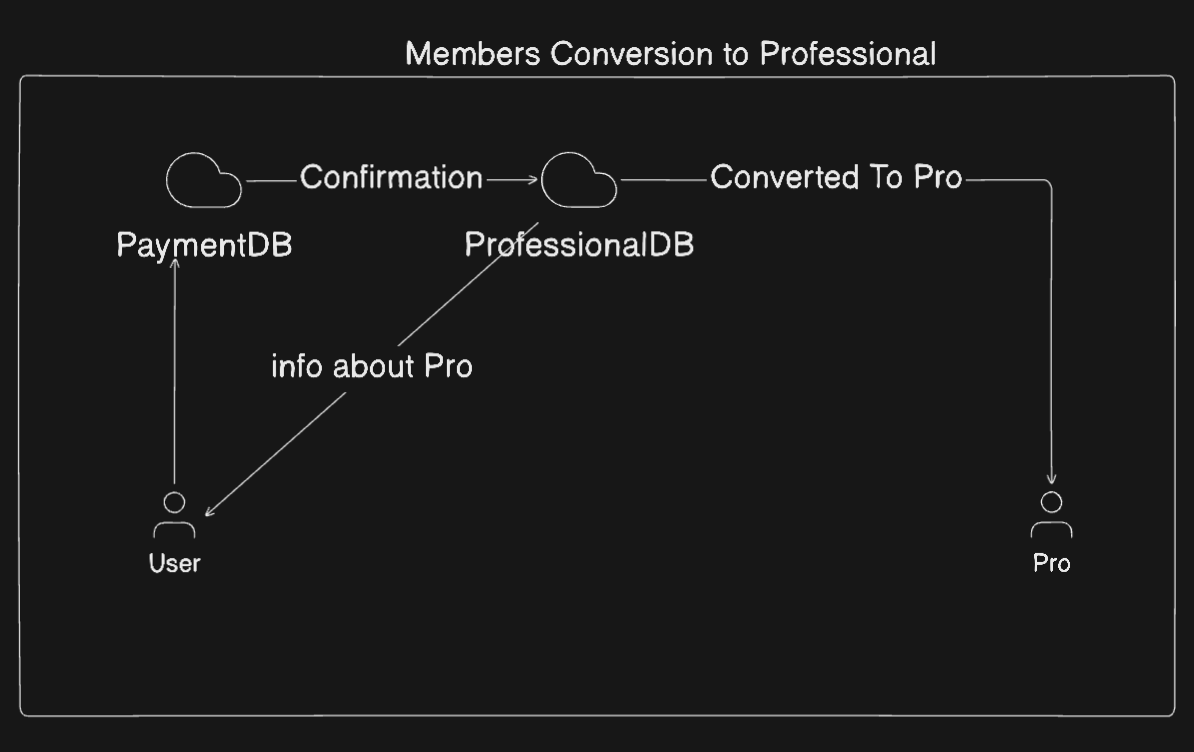 Members Conversion to Professional
Confirmation
Converted To Pro
PaymentDB
ProfessionalDB
info about Pro
User
Pro